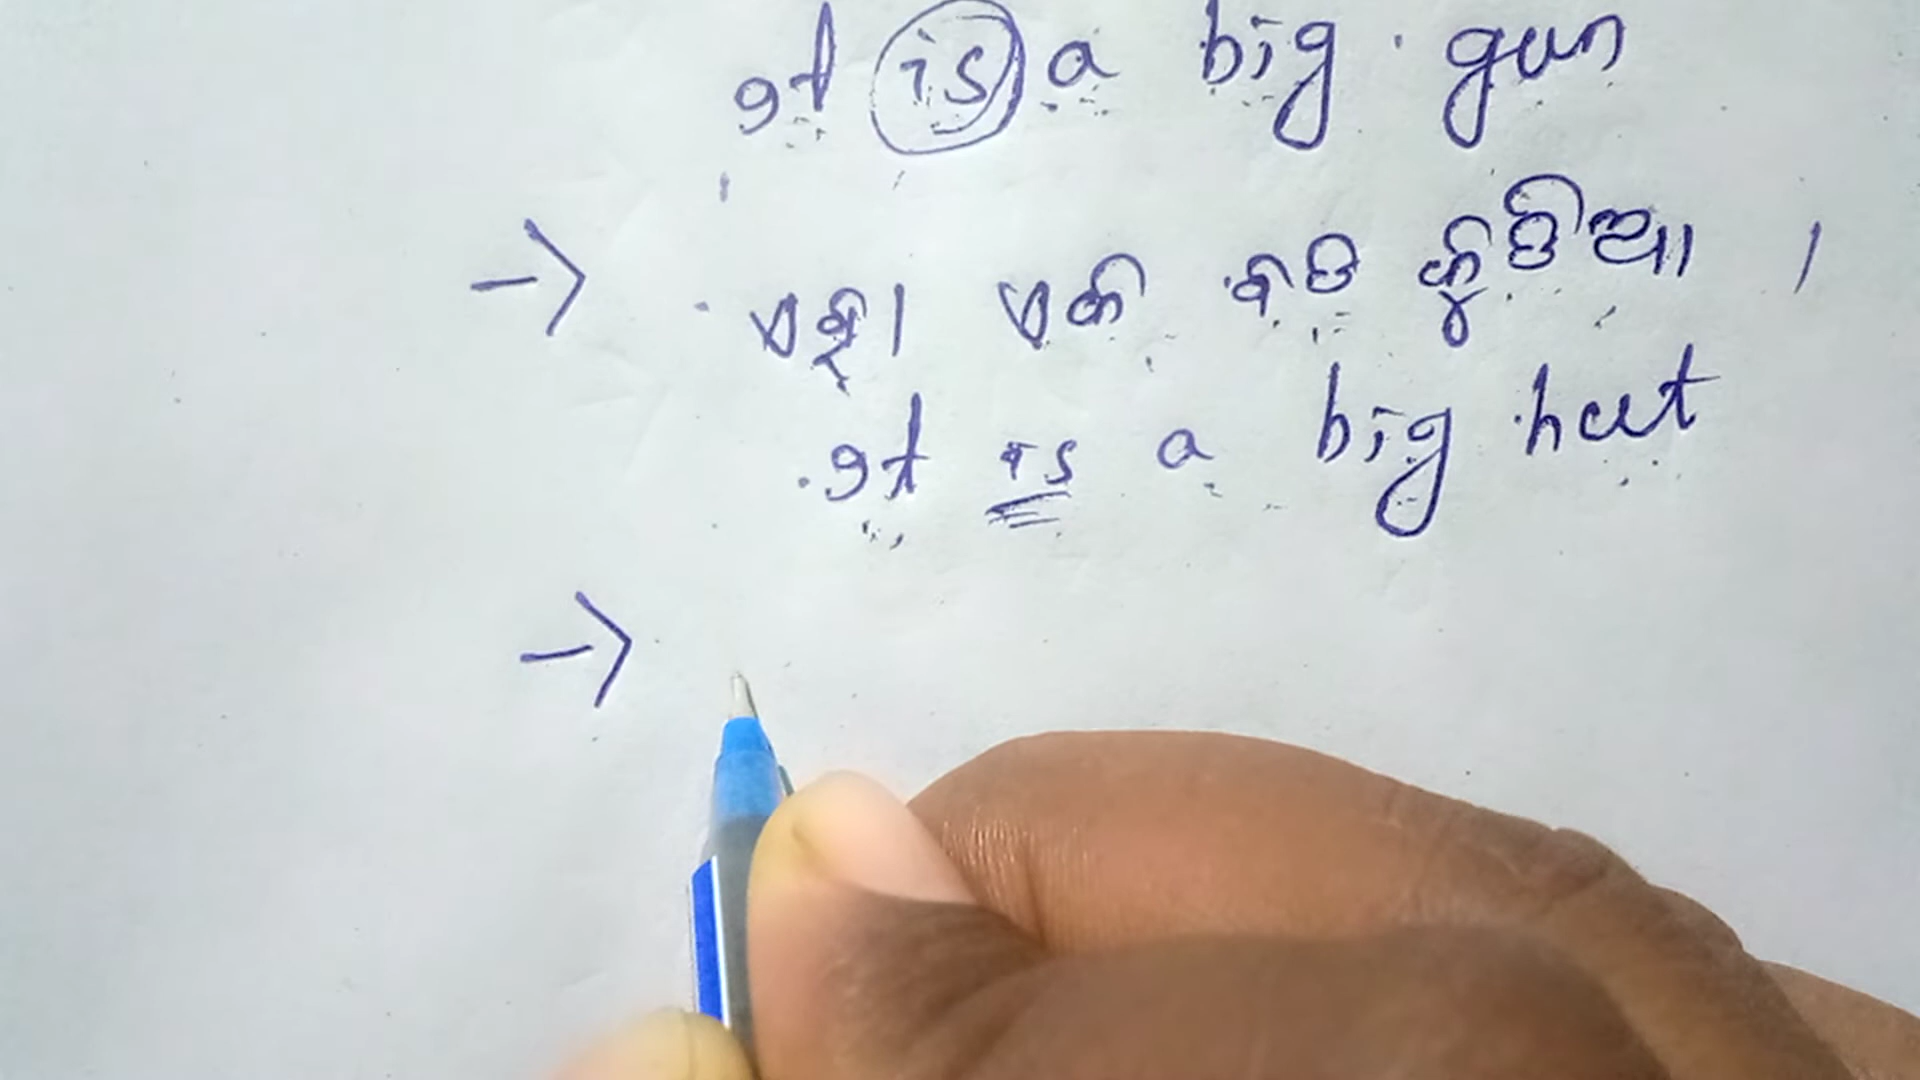 It is a big gun
→ ଏହା ଏକ ବଡ କୁଡିଆ ।
It is a big hut
→